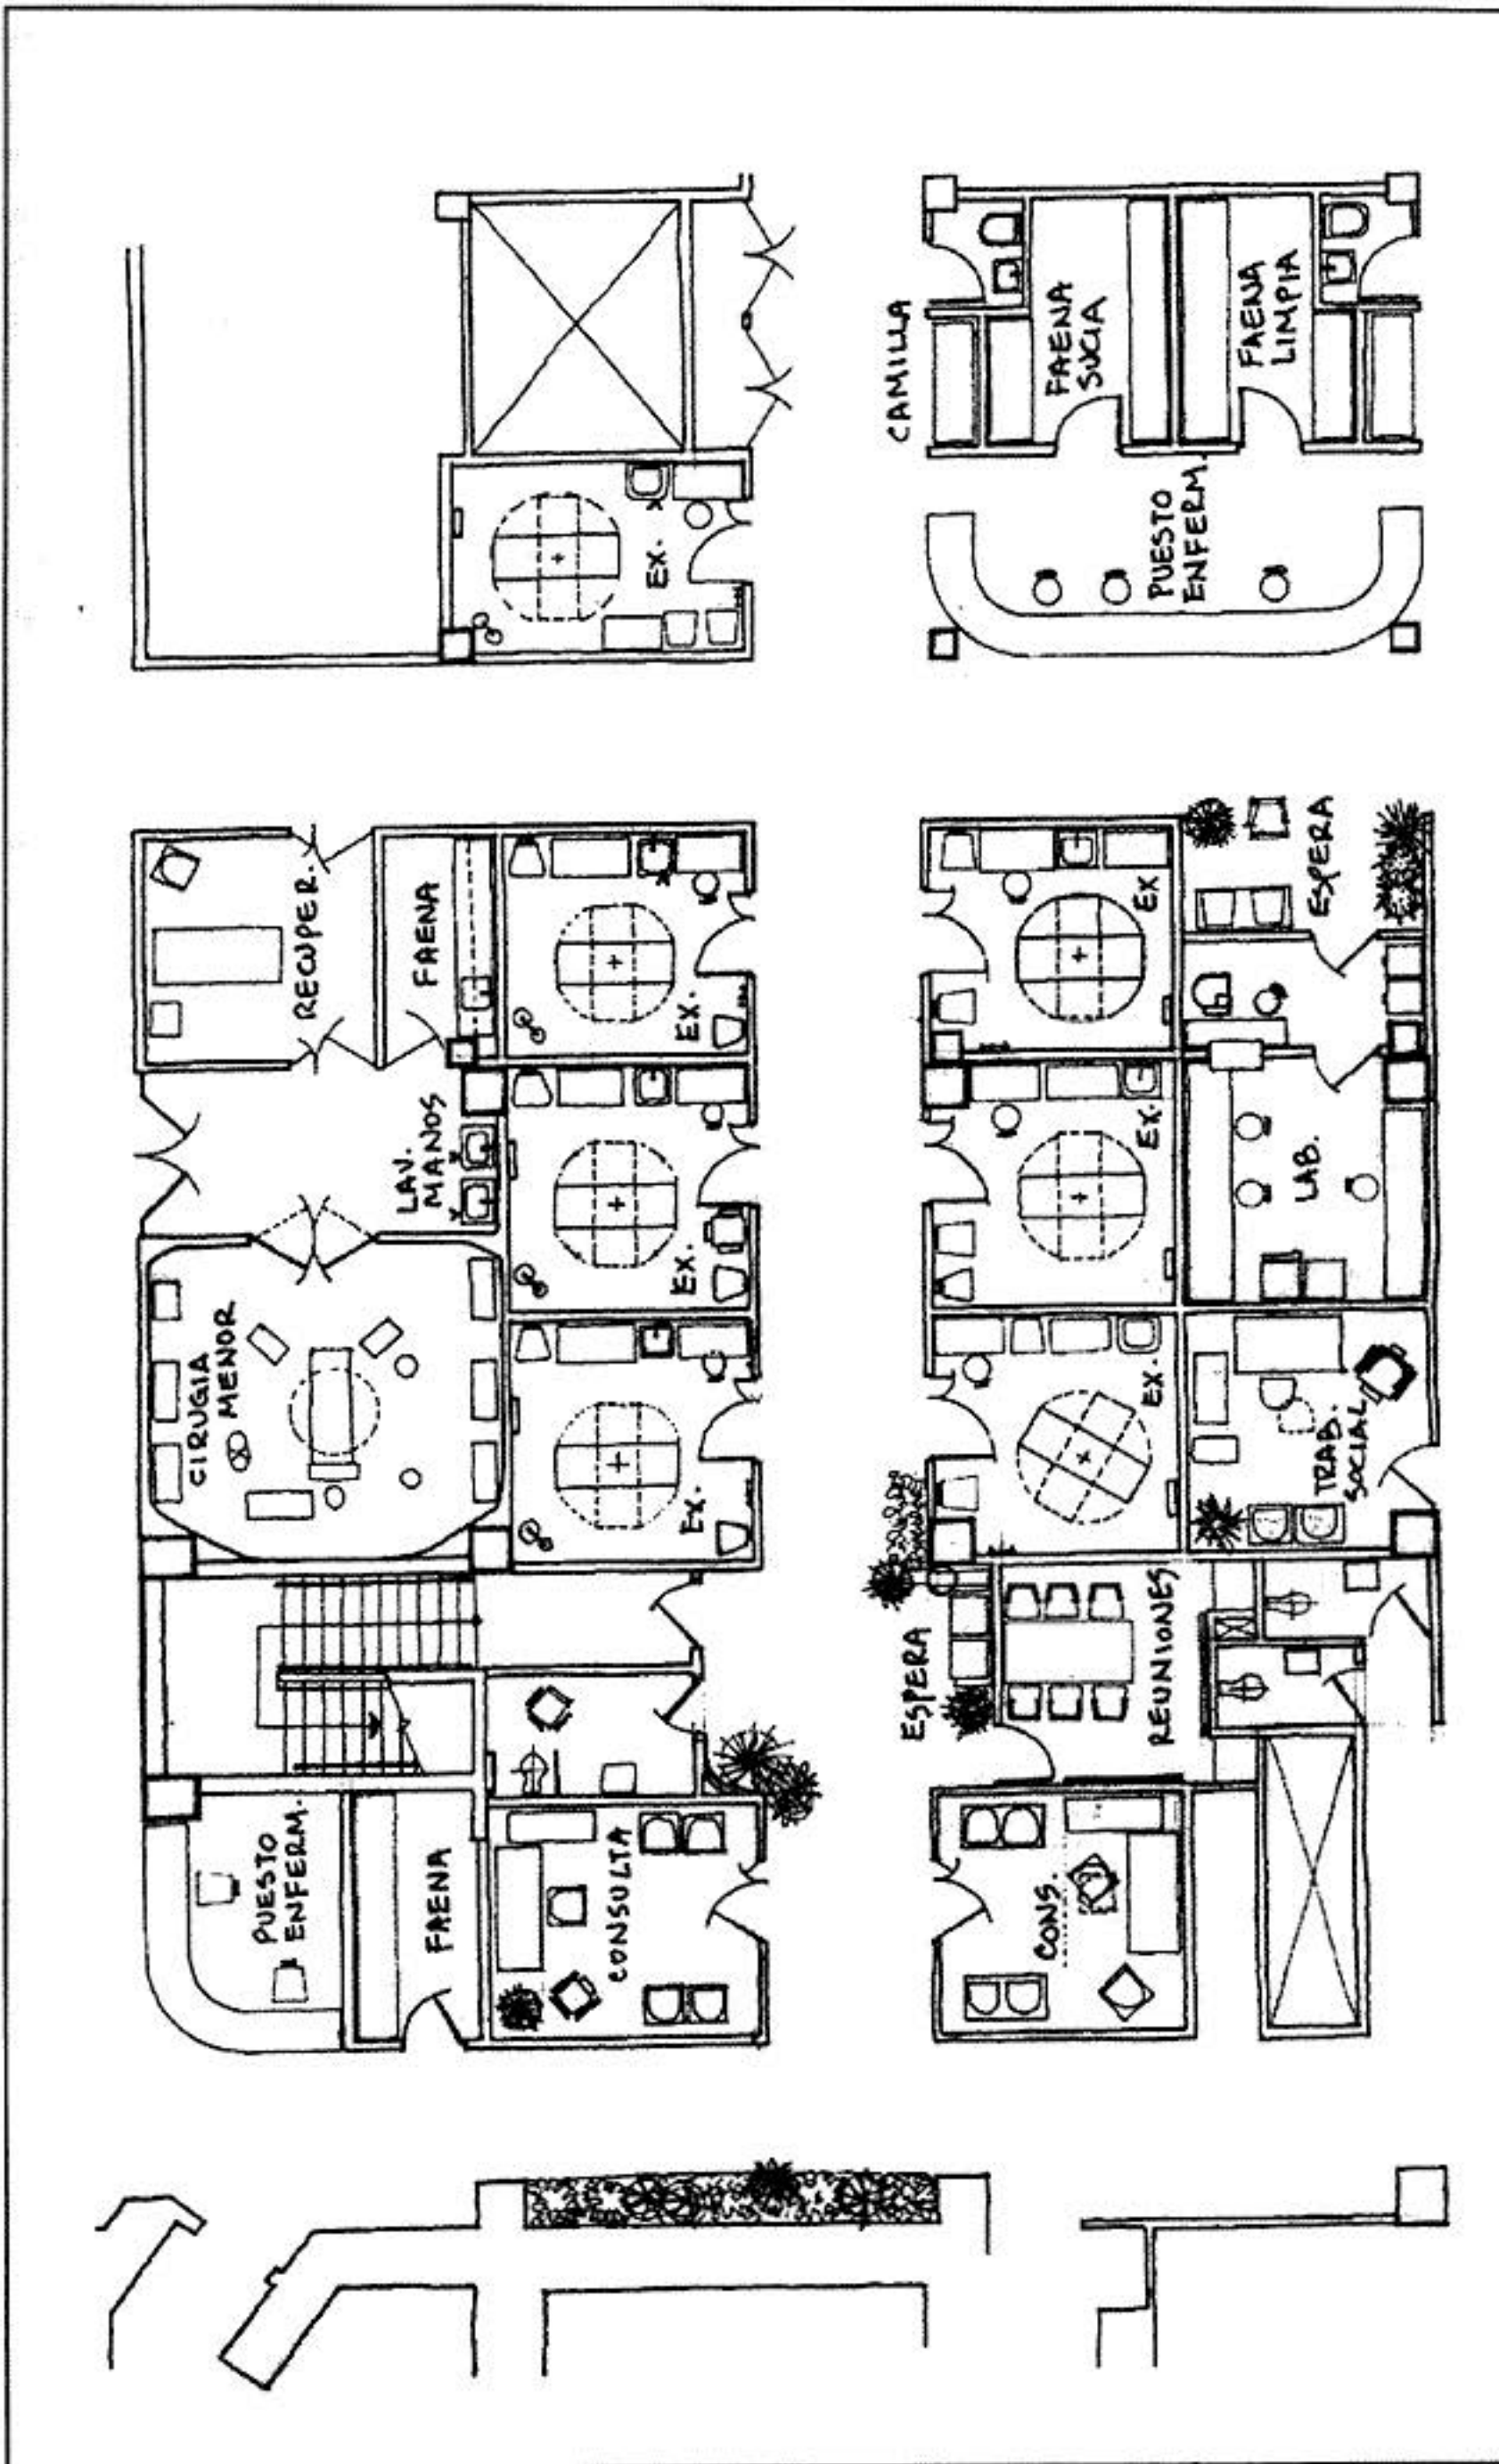 PUESTO
ENFERM.
CIRUGIA
MENOR
RECUPER.
FAENA
LAV.
MANOS
FAENA
CONSULTA
EX.
EX.
EX.
EX.
ESPERA
CAMILLA
CONS.
REUNIONES
EX.
EX.
EX
FAENA
SUCIA
PUESTO
ENFERM.
FAENA
LIMPIA
TRAB.
SOCIAL
LAB.
ESPERA